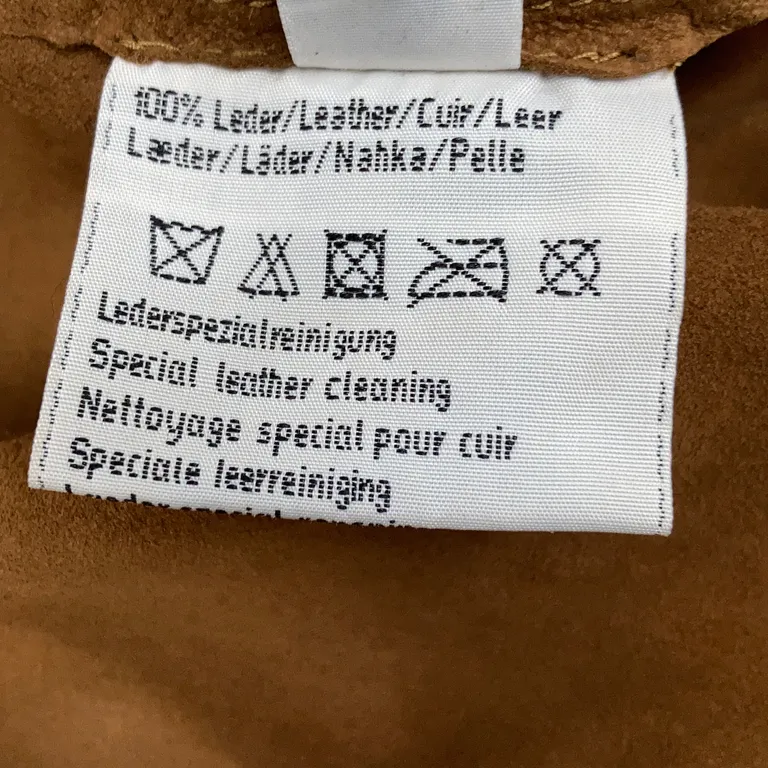 100% Leder/Leather/Cuir/Leer
Læder/Läder/Nahka/Pelle
Lederspezialreinigung
Special leather cleaning
Nettoyage special pour cuir
Speciale leerreiniging